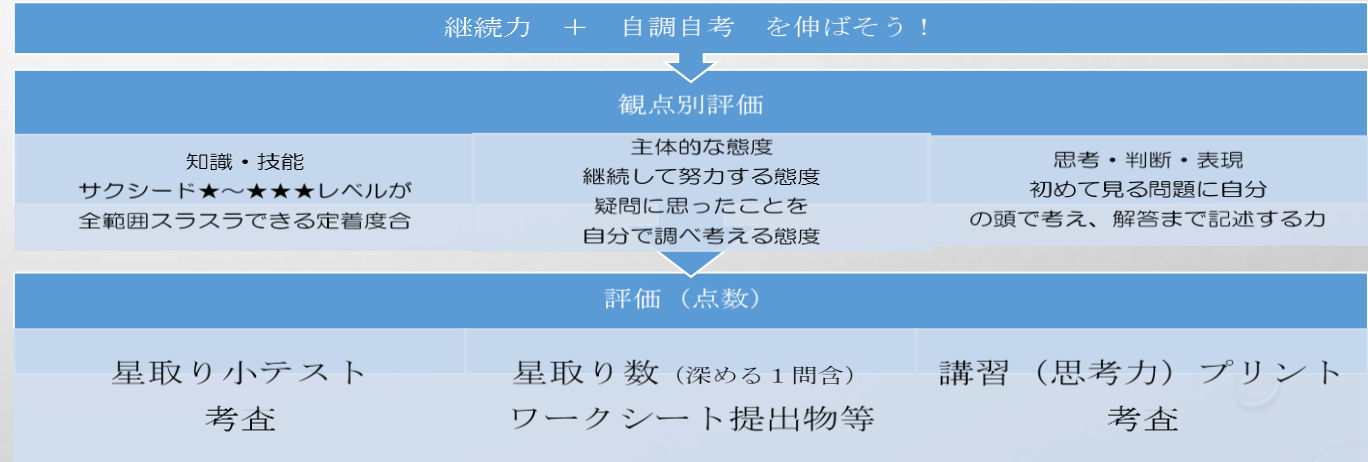 継続力　＋　自調自考　を伸ばそう！
観点別評価
知識・技能
サクシード★～★★★レベルが
全範囲スラスラできる定着度合
主体的な態度
継続して努力する態度
疑問に思ったことを
自分で調べ考える態度
思考・判断・表現
初めて見る問題に自分
の頭で考え、解答まで記述する力
評価（点数）
星取り小テスト
考査
星取り数（深める１問含）
ワークシート提出物等
講習（思考力）プリント
考査